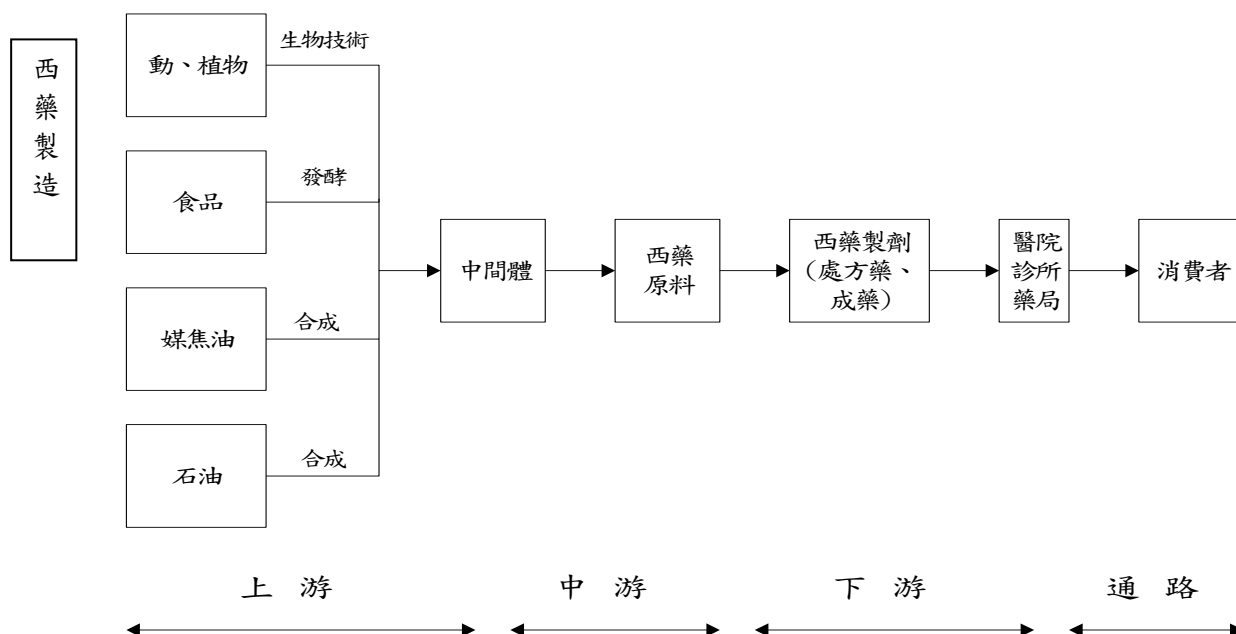 西藥製造
動、植物
生物技術
食品
發酵
媒焦油
合成
石油
合成
中間體
西藥
原料
西藥製劑
(處方藥、
成藥)
醫院
診所
藥局
消費者
上 游
中 游
下 游
通 路